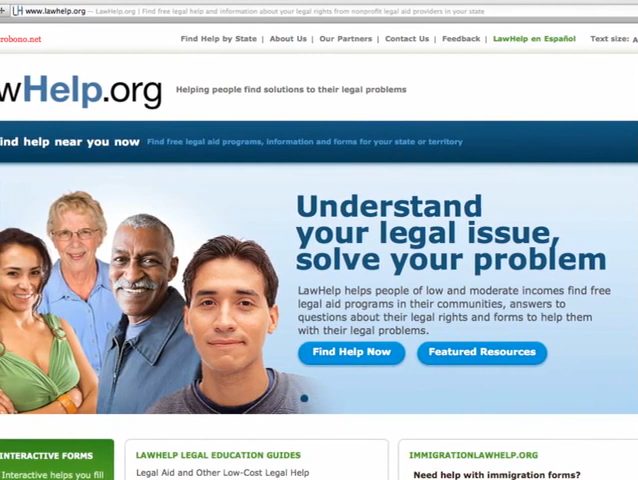 www.lawhelp.org — LawHelp.org | Find free legal help and information about your legal rights from nonprofit legal aid providers in your state
robono.net
Find Help by State | About Us | Our Partners | Contact Us | Feedback | LawHelp en Español Text size: A
wHelp.org Helping people find solutions to their legal problems
ind help near you now Find free legal aid programs, information and forms for your state or territory
Understand
your legal issue,
solve your problem
LawHelp helps people of low and moderate incomes find free
legal aid programs in their communities, answers to
questions about their legal rights and forms to help them
with their legal problems.
Find Help Now Featured Resources
INTERACTIVE FORMS
Interactive helps you fill
LAWHELP LEGAL EDUCATION GUIDES
Legal Aid and Other Low-Cost Legal Help
IMMIGRATIONLAWHELP.ORG
Need help with immigration forms?